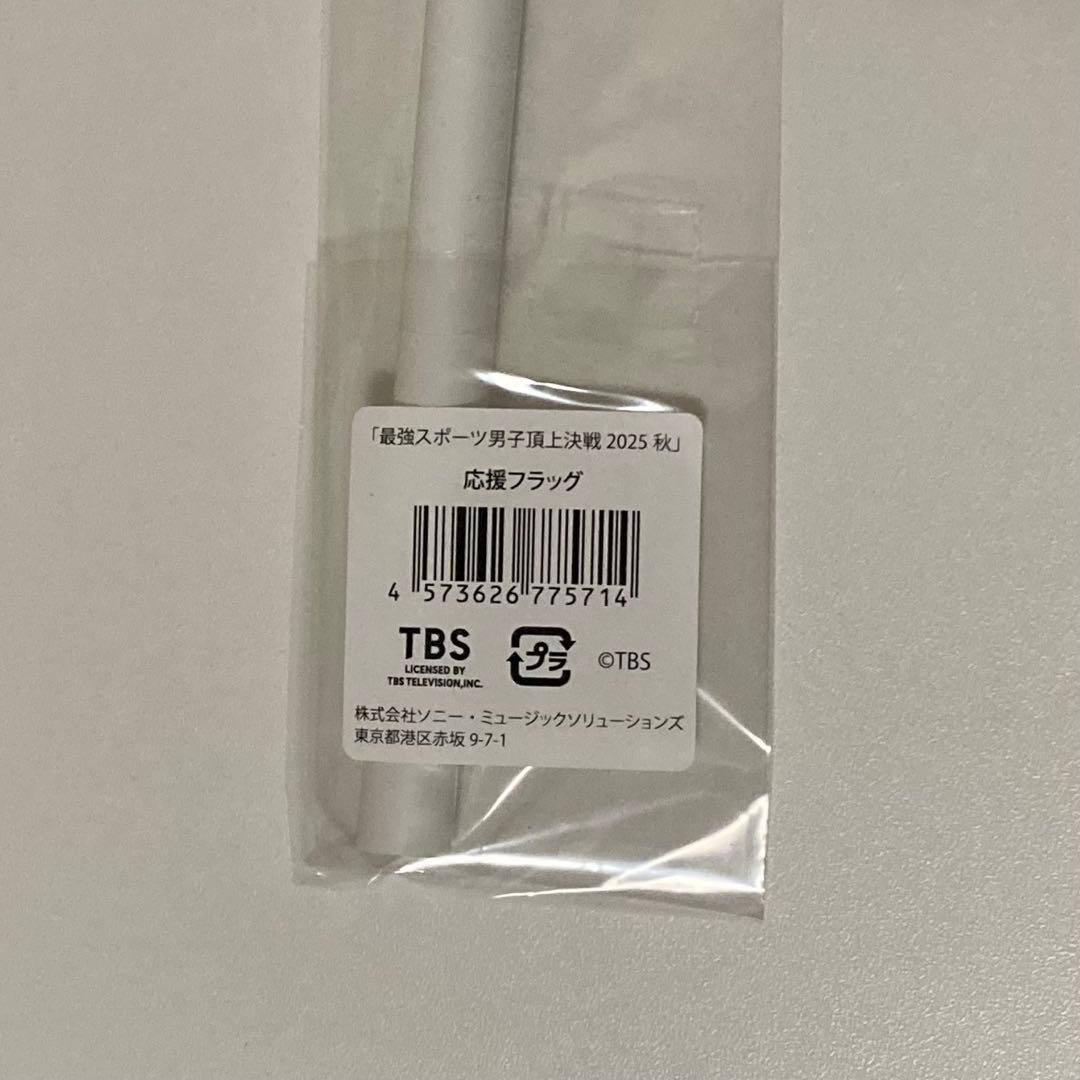 「最強スポーツ男子頂上決戦 2025 秋」
応援フラッグ
4 573626 775714
TBS
LICENSED BY
TBS TELEVISION,INC.
プラ
©TBS
株式会社ソニー・ミュージックソリューションズ
東京都港区赤坂 9-7-1